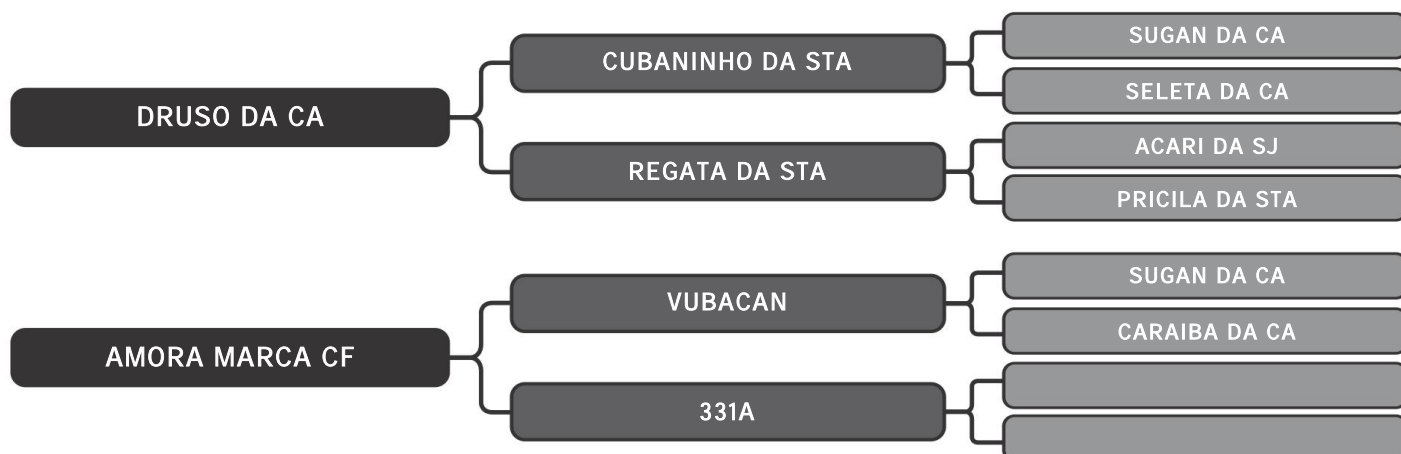 DRUSO DA CA
CUBANINHO DA STA
SUGAN DA CA
SELETA DA CA
REGATA DA STA
ACARI DA SJ
PRICILA DA STA
AMORA MARCA CF
VUBACAN
SUGAN DA CA
CARAIBA DA CA
331A